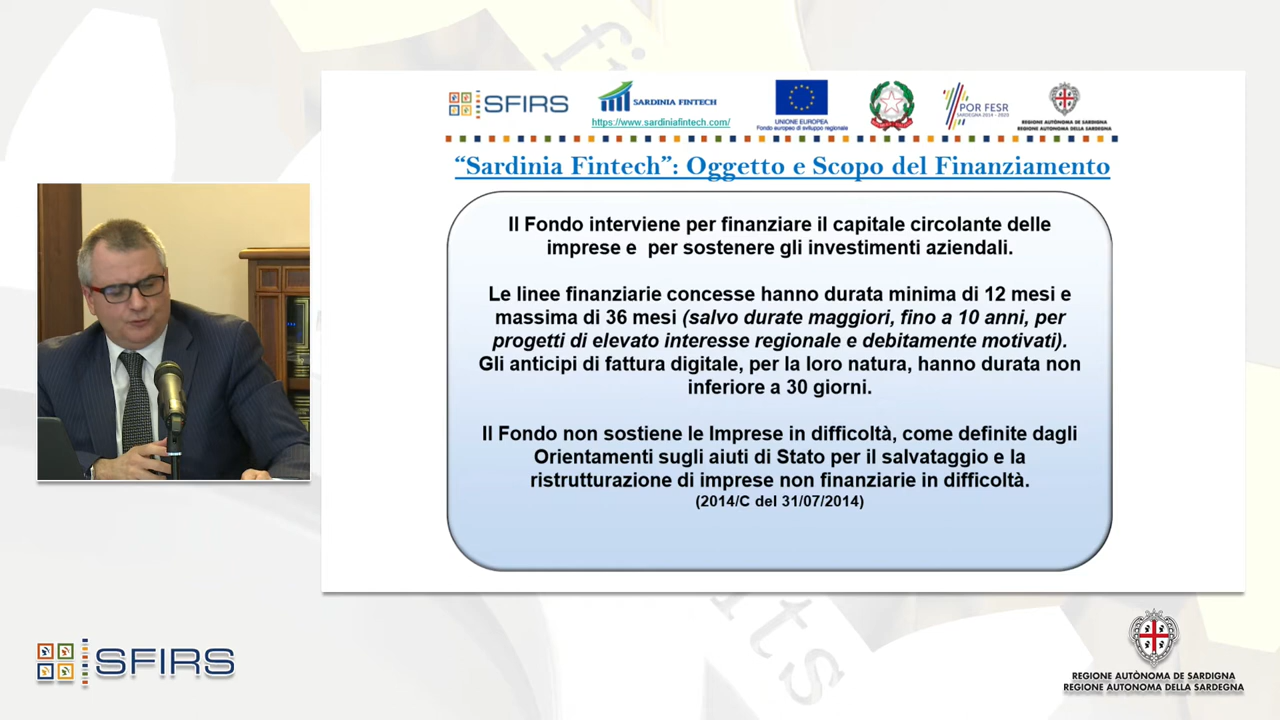 SFIRS
SARDINIA FINTECH
https://www.sardiniafintech.com/
UNIONE EUROPEA
Fondo europeo di sviluppo regionale
POR FESR
SARDEGNA 2014 - 2020
REGIONE AUTÒNOMA DE SARDIGNA
REGIONE AUTONOMA DELLA SARDEGNA
“Sardinia Fintech”: Oggetto e Scopo del Finanziamento
Il Fondo interviene per finanziare il capitale circolante delle
imprese e per sostenere gli investimenti aziendali.
Le linee finanziarie concesse hanno durata minima di 12 mesi e
massima di 36 mesi (salvo durate maggiori, fino a 10 anni, per
progetti di elevato interesse regionale e debitamente motivati).
Gli anticipi di fattura digitale, per la loro natura, hanno durata non
inferiore a 30 giorni.
Il Fondo non sostiene le Imprese in difficoltà, come definite dagli
Orientamenti sugli aiuti di Stato per il salvataggio e la
ristrutturazione di imprese non finanziarie in difficoltà.
(2014/C del 31/07/2014)
SFIRS
REGIONE AUTÒNOMA DE SARDIGNA
REGIONE AUTONOMA DELLA SARDEGNA